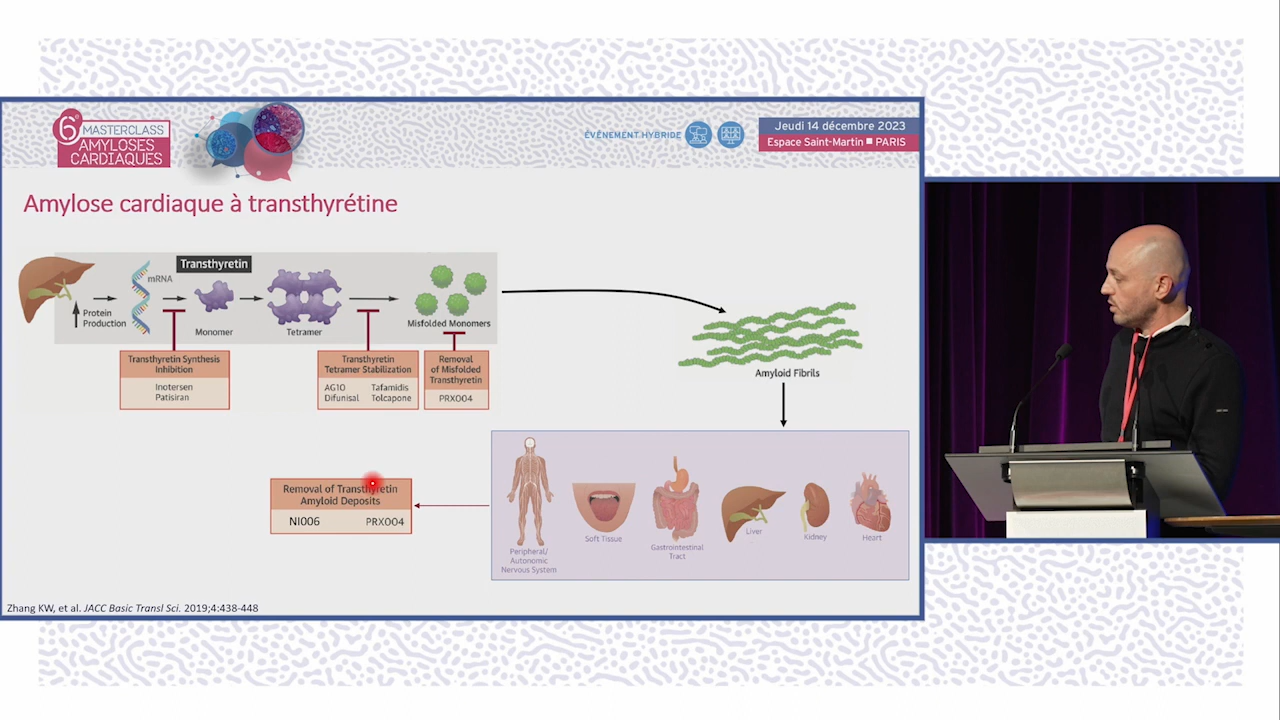 6e
MASTERCLASS
AMYLOSES
CARDIAQUES
ÉVÉNEMENT HYBRIDE
Jeudi 14 décembre 2023
Espace Saint-Martin ■ PARIS
Amylose cardiaque à transthyrétine
Transthyretin
mRNA
Protein
Production
Monomer
Tetramer
Misfolded Monomers
Transthyretin Synthesis
Inhibition
Inotersen
Patisiran
Transthyretin
Tetramer Stabilization
AG10 Tafamidis
Difunisal Tolcapone
Removal
of Misfolded
Transthyretin
PRX004
Amyloid Fibrils
Removal of Transthyretin
Amyloid Deposits
NI006 PRX004
Peripheral/
Autonomic
Nervous System
Soft Tissue
Gastrointestinal
Tract
Liver
Kidney
Heart
Zhang KW, et al. JACC Basic Transl Sci. 2019;4:438-448